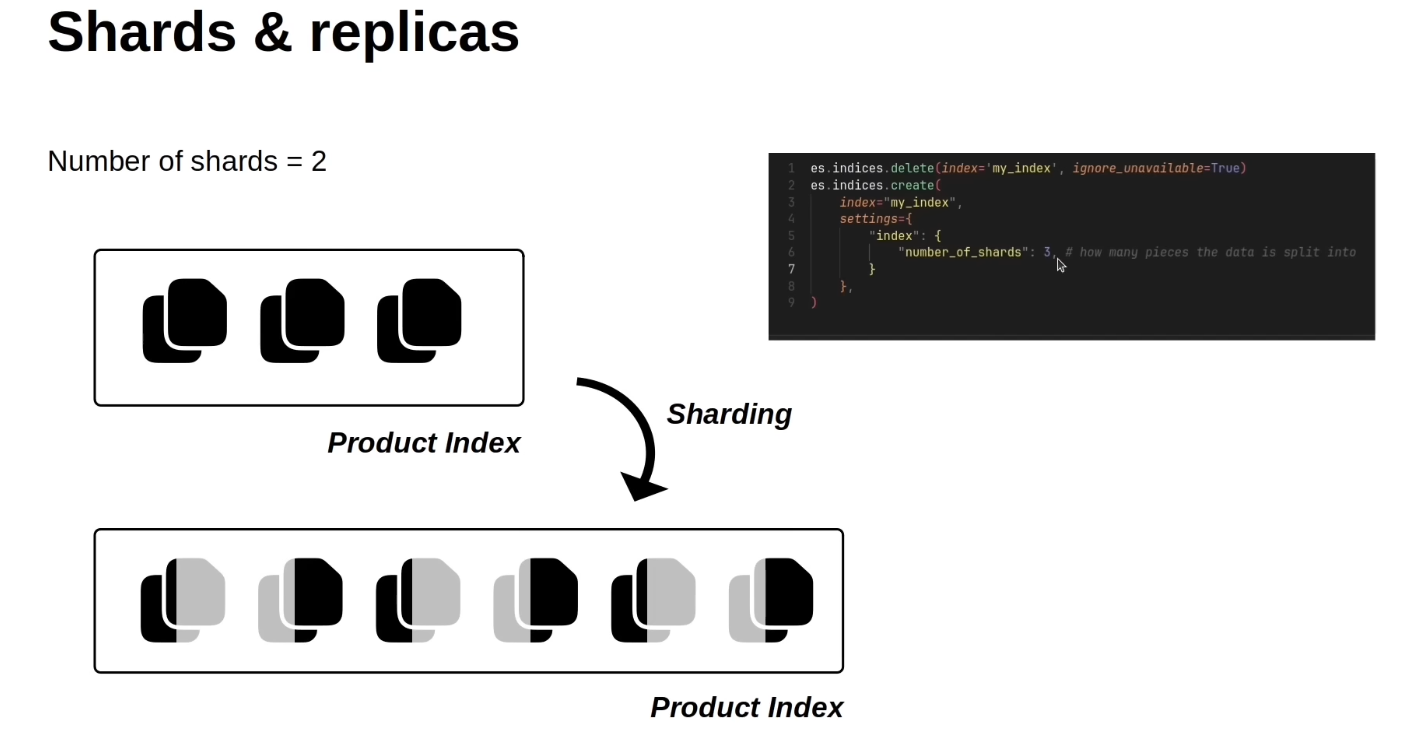 Shards & replicas
Number of shards = 2
1 es.indices.delete(index='my_index', ignore_unavailable=True)
2 es.indices.create(
3 index="my_index",
4 settings={
5 "index": {
6 "number_of_shards": 3, # how many pieces the data is split into
7 }
8 },
9 )
Sharding
Product Index
Product Index